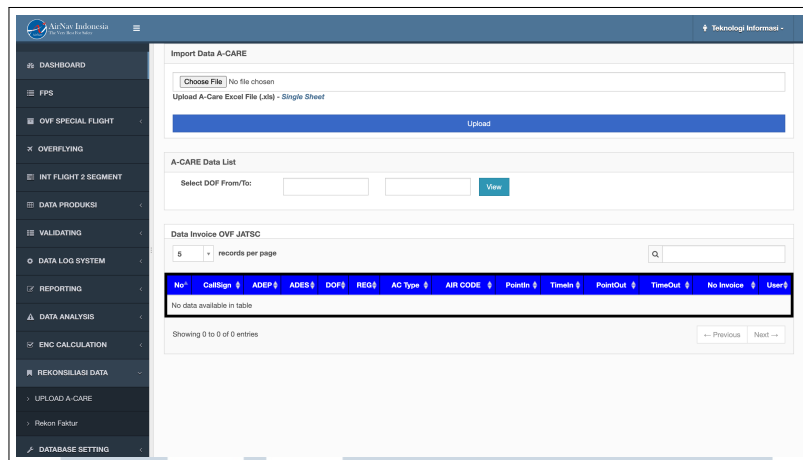 AirNav Indonesia
The Very Best For Safety
Teknologi Informasi -
DASHBOARD
FPS
OVF SPECIAL FLIGHT
OVERFLYING
INT FLIGHT 2 SEGMENT
DATA PRODUKSI
VALIDATING
DATA LOG SYSTEM
REPORTING
DATA ANALYSIS
ENC CALCULATION
REKONSILIASI DATA
UPLOAD A-CARE
Rekon Faktur
DATABASE SETTING
Import Data A-CARE
Choose File No file chosen
Upload A-Care Excel File (.xls) - Single Sheet
Upload
A-CARE Data List
Select DOF From/To:
View
Data Invoice OVF JATSC
5 records per page
No CallSign ADEP ADES DOF REG AC Type AIR CODE PointIn TimeIn PointOut TimeOut No Invoice User
No data available in table
Showing 0 to 0 of 0 entries
← Previous Next →